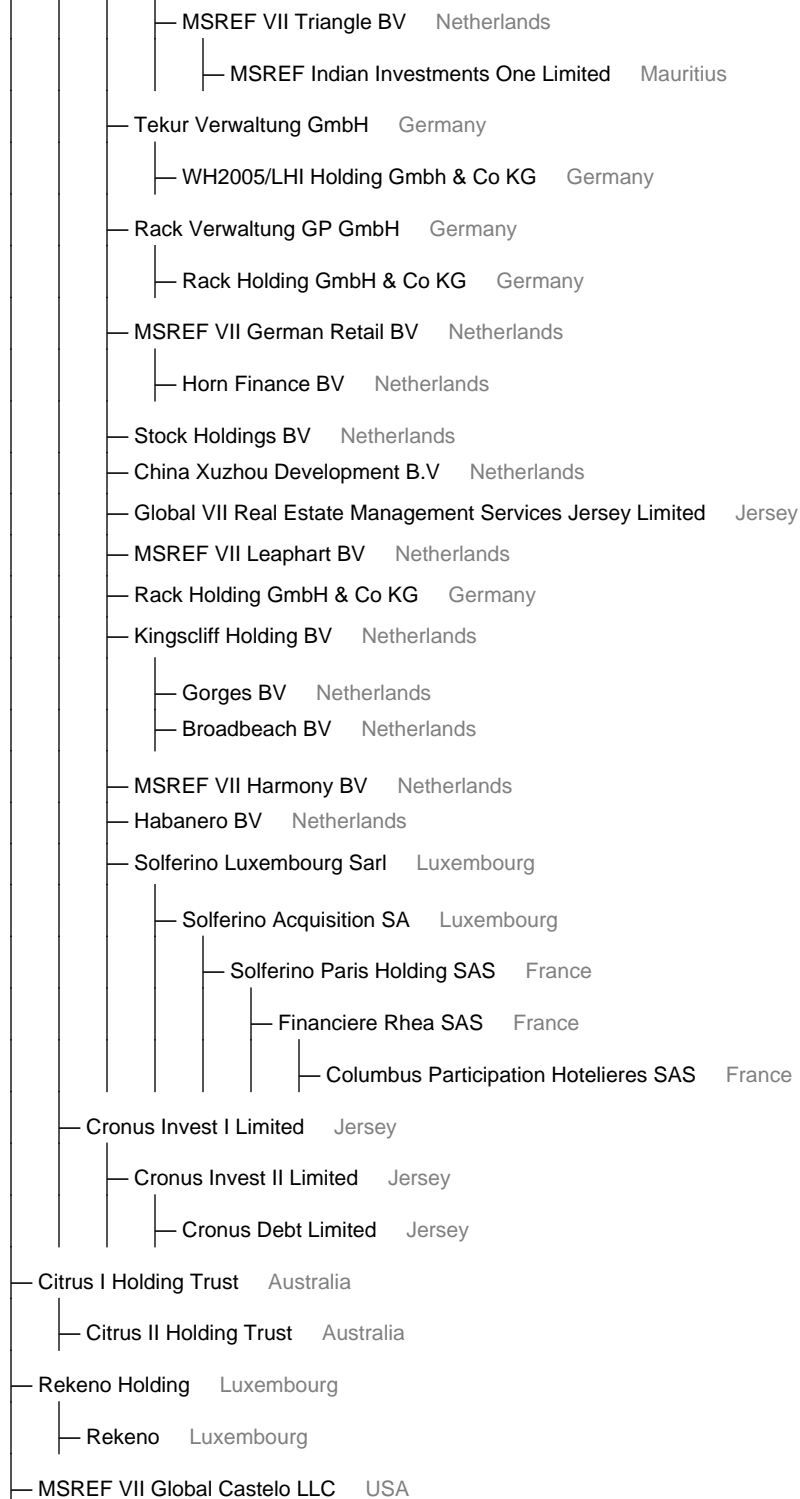 MSREF VII Triangle BV Netherlands
MSREF Indian Investments One Limited Mauritius
Tekur Verwaltung GmbH Germany
WH2005/LHI Holding Gmbh & Co KG Germany
Rack Verwaltung GP GmbH Germany
Rack Holding GmbH & Co KG Germany
MSREF VII German Retail BV Netherlands
Horn Finance BV Netherlands
Stock Holdings BV Netherlands
China Xuzhou Development B.V Netherlands
Global VII Real Estate Management Services Jersey Limited Jersey
MSREF VII Leaphart BV Netherlands
Rack Holding GmbH & Co KG Germany
Kingscliff Holding BV Netherlands
Gorges BV Netherlands
Broadbeach BV Netherlands
MSREF VII Harmony BV Netherlands
Habanero BV Netherlands
Solferino Luxembourg Sarl Luxembourg
Solferino Acquisition SA Luxembourg
Solferino Paris Holding SAS France
Financiere Rhea SAS France
Columbus Participation Hotelieres SAS France
Cronus Invest I Limited Jersey
Cronus Invest II Limited Jersey
Cronus Debt Limited Jersey
Citrus I Holding Trust Australia
Citrus II Holding Trust Australia
Rekeno Holding Luxembourg
Rekeno Luxembourg
MSREF VII Global Castelo LLC USA